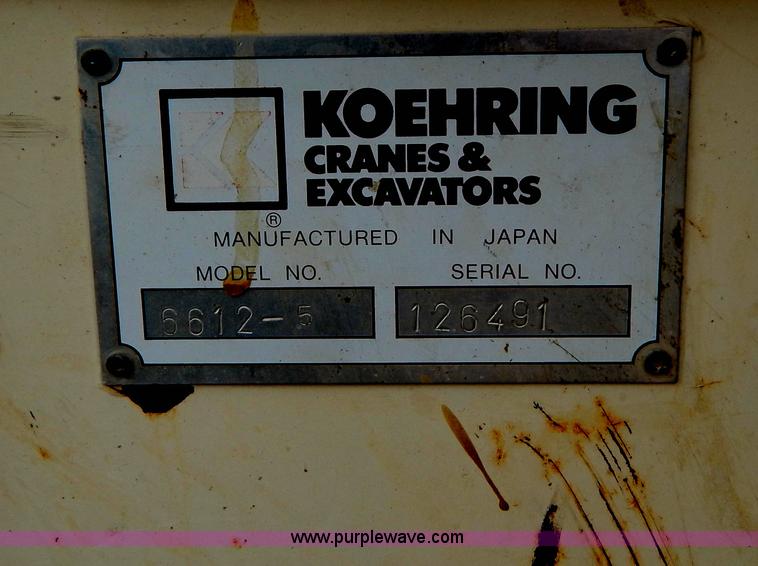 KOEHRING
CRANES &
EXCAVATORS
®
MANUFACTURED IN JAPAN
MODEL NO. SERIAL NO.
6612-5 126491
www.purplewave.com